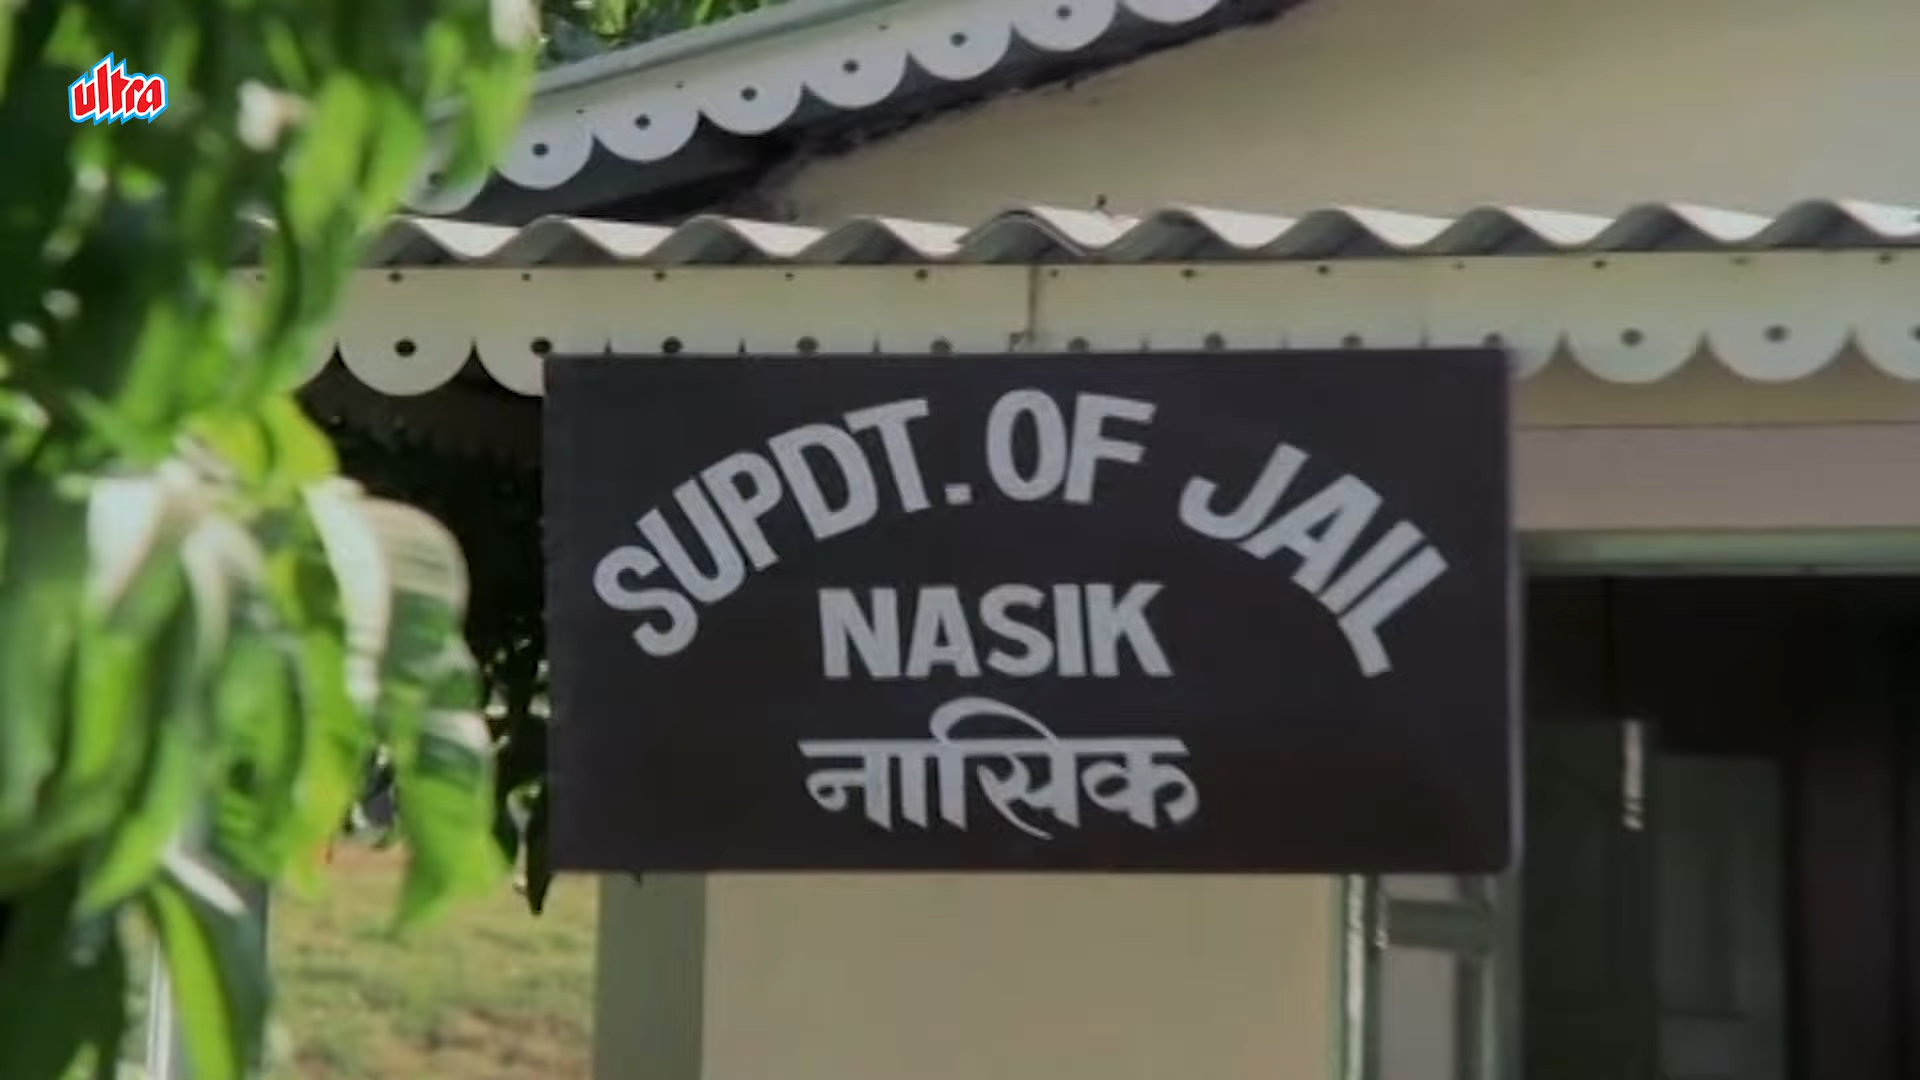 ultra
SUPDT. OF JAIL
NASIK
नासिक